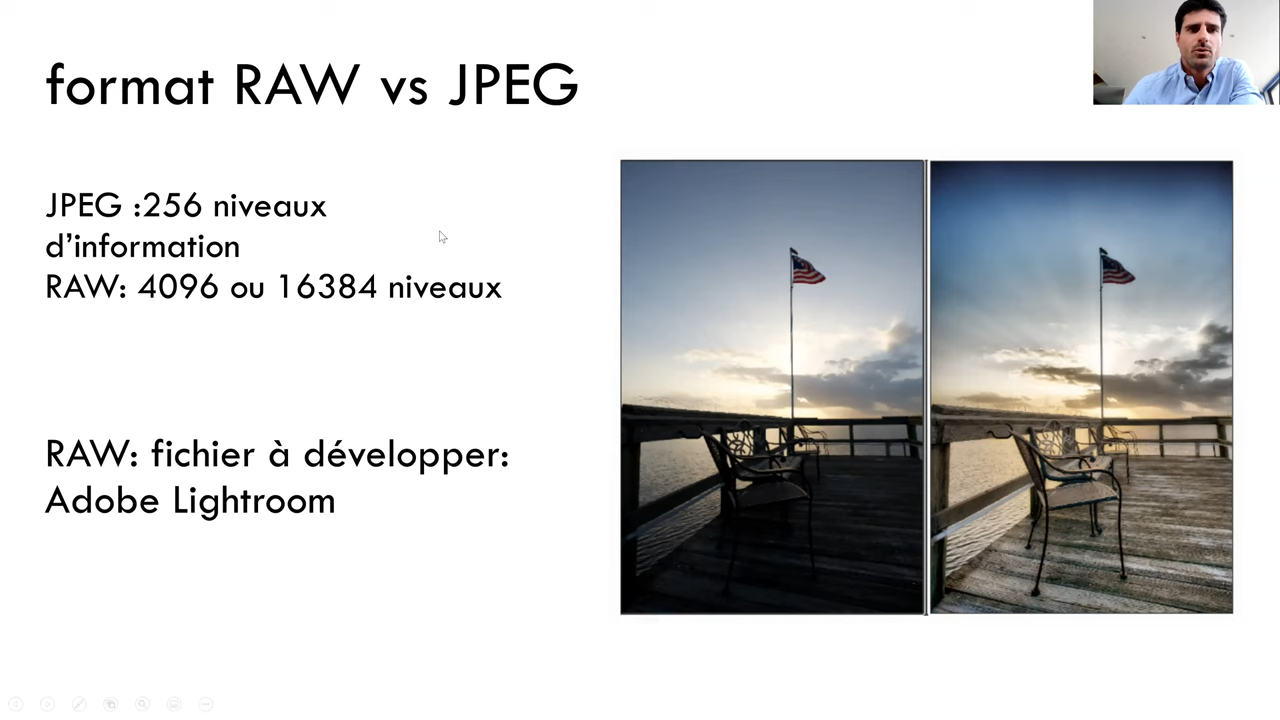 format RAW vs JPEG
JPEG :256 niveaux
d’information
RAW: 4096 ou 16384 niveaux
RAW: fichier à développer:
Adobe Lightroom